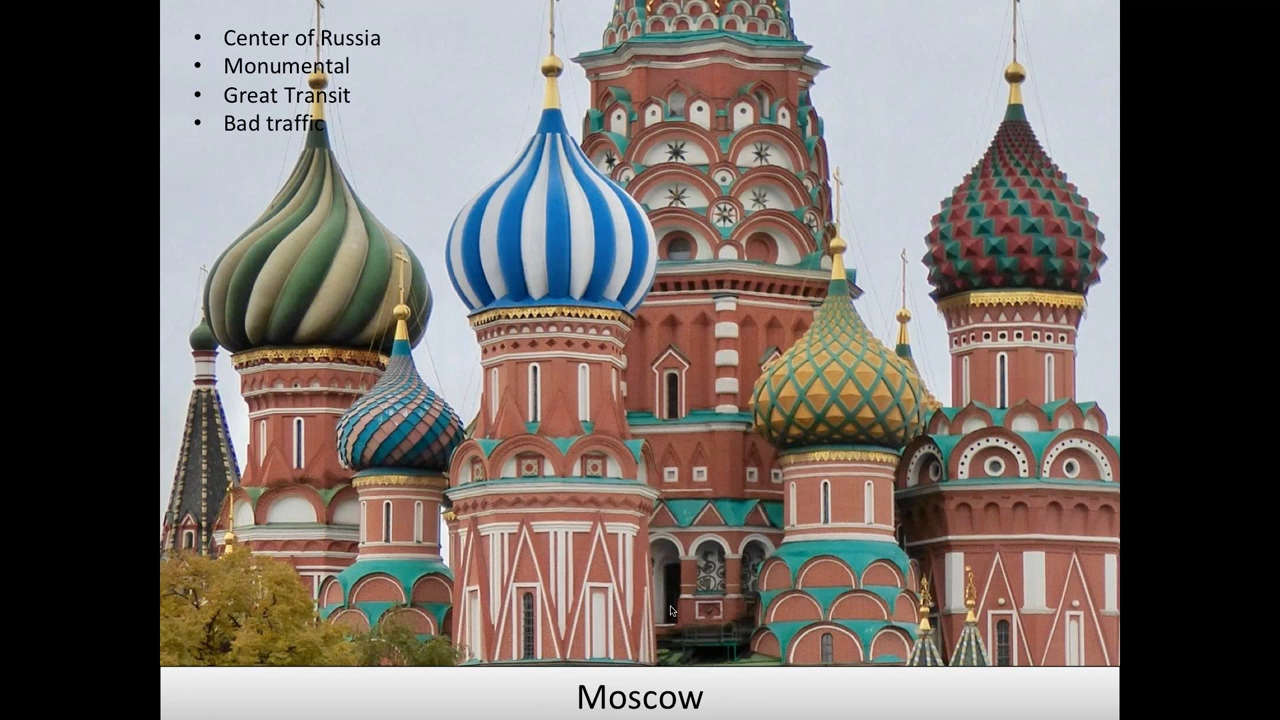 • Center of Russia
• Monumental
• Great Transit
• Bad traffic
Moscow